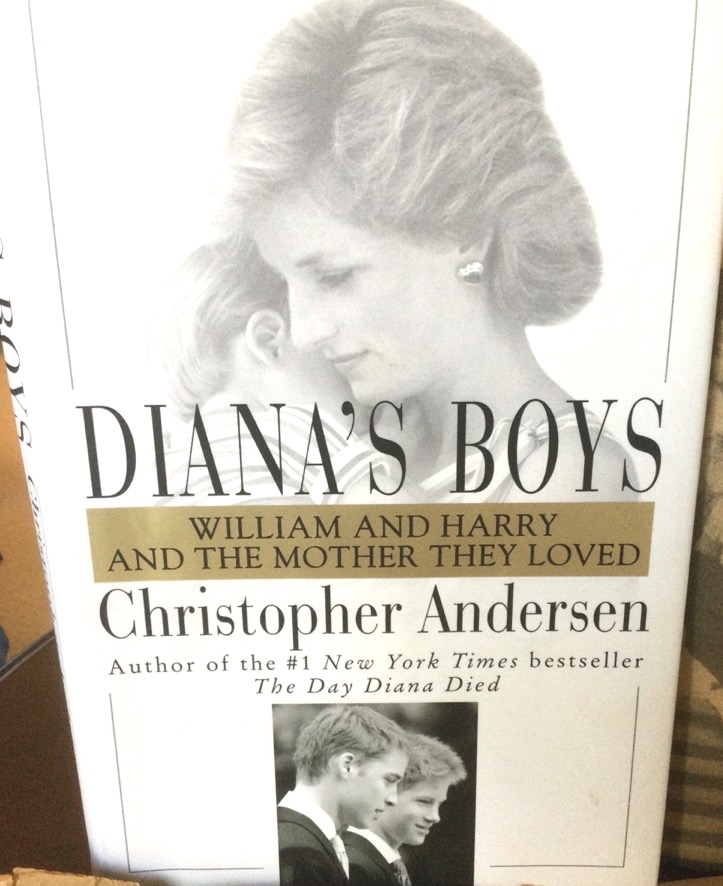 DIANA'S BOYS
WILLIAM AND HARRY
AND THE MOTHER THEY LOVED
Christopher Andersen
Author of the #1 New York Times bestseller
The Day Diana Died
BOYS